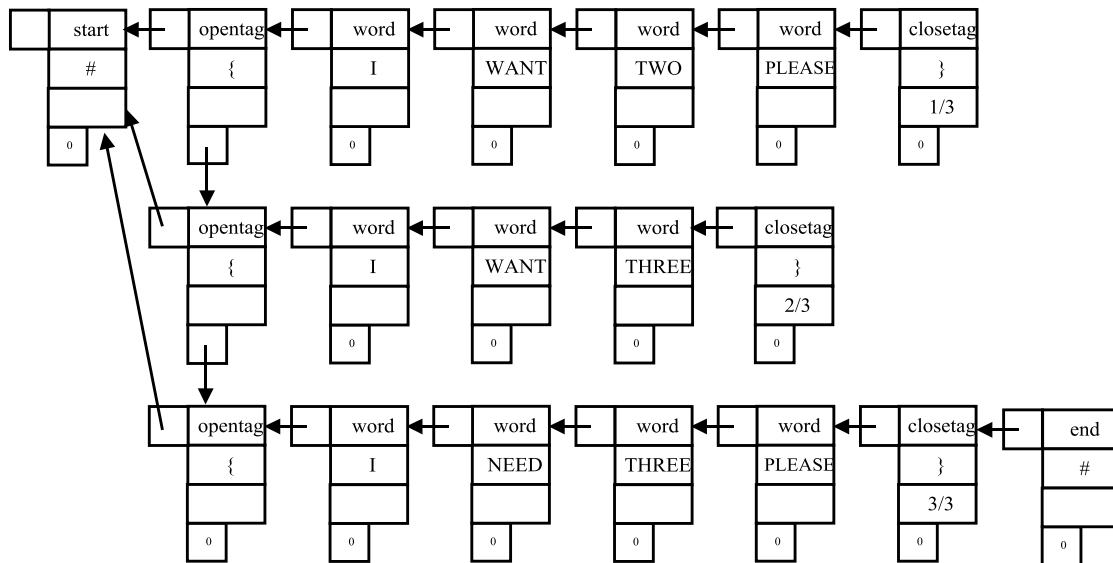 start opentag word word word word closetag
# { I WANT TWO PLEASE }
1/3
0 0 0 0 0 0
opentag word word word closetag
{ I WANT THREE }
2/3
0 0 0 0
opentag word word word word closetag end
{ I NEED THREE PLEASE } #
3/3
0 0 0 0 0 0 0